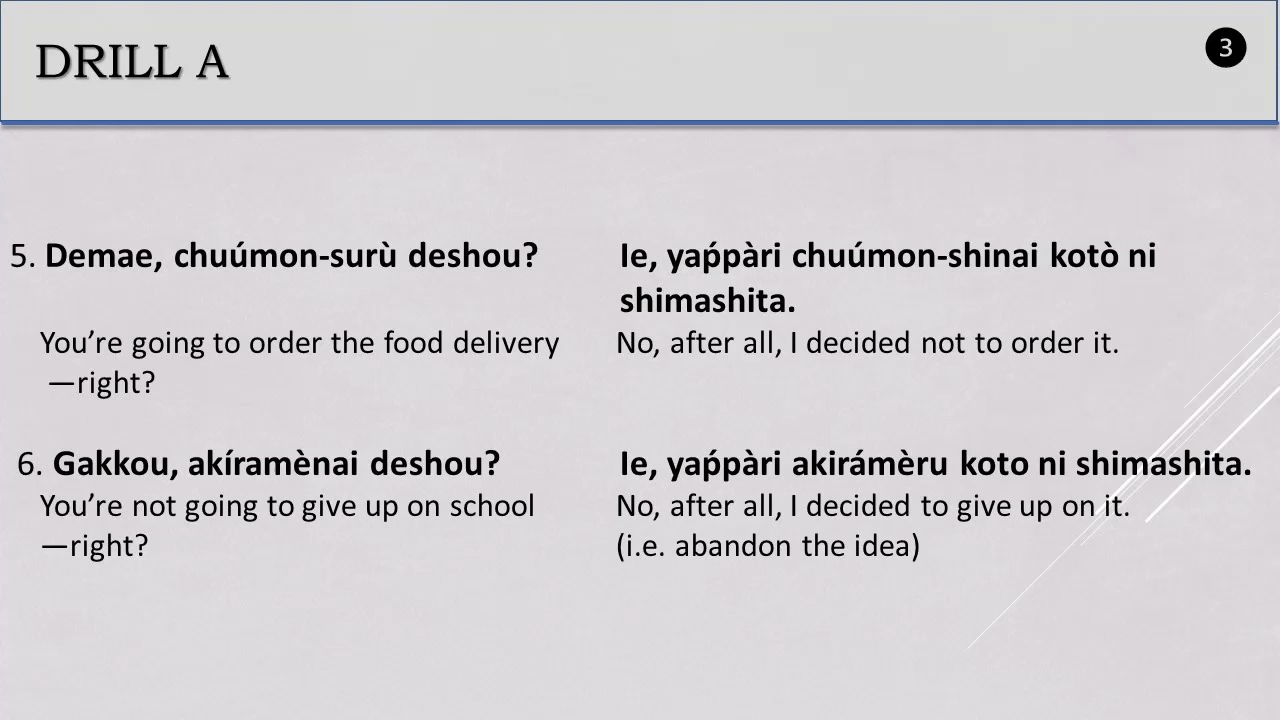 DRILL A
3
5. Demae, chuúmon-surù deshou?
Ie, yaṕpàri chuúmon-shinai kotò ni
shimashita.
You’re going to order the food delivery
—right?
No, after all, I decided not to order it.
6. Gakkou, akíramènai deshou?
Ie, yaṕpàri akirámèru koto ni shimashita.
You’re not going to give up on school
—right?
No, after all, I decided to give up on it.
(i.e. abandon the idea)